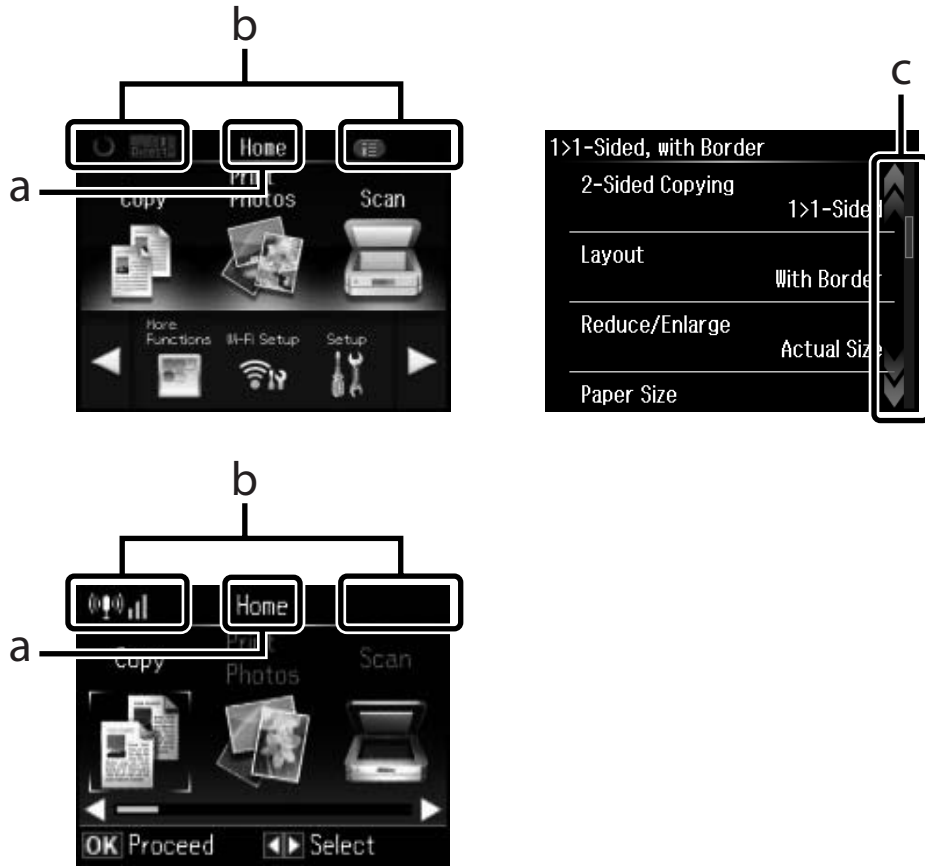 b
a
Home
Copy
Print
Photos
Scan
More
Functions
Wi-Fi Setup
Setup
c
1>1-Sided, with Border
2-Sided Copying
1>1-Sided
Layout
With Border
Reduce/Enlarge
Actual Size
Paper Size
b
a
Home
Copy
Print
Photos
Scan
OK Proceed
Select